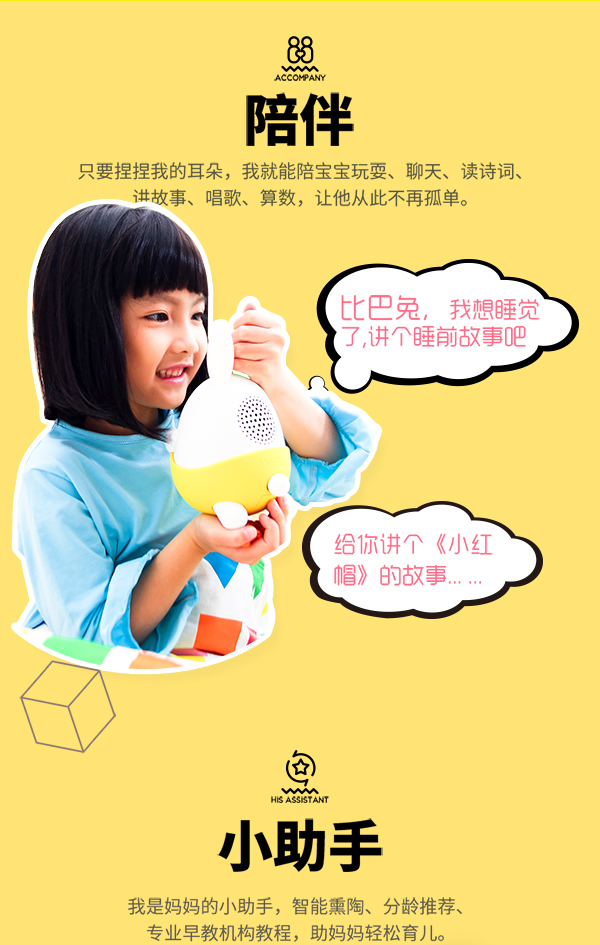 ACCOMPANY
陪伴
只要捏捏我的耳朵，我就能陪宝宝玩耍、聊天、读诗词、
讲故事、唱歌、算数，让他从此不再孤单。
比巴兔，我想睡觉
了,讲个睡前故事吧
给你讲个《小红
帽》的故事... ...
HIS ASSISTANT
小助手
我是妈妈的小助手，智能熏陶、分龄推荐、
专业早教机构教程，助妈妈轻松育儿。